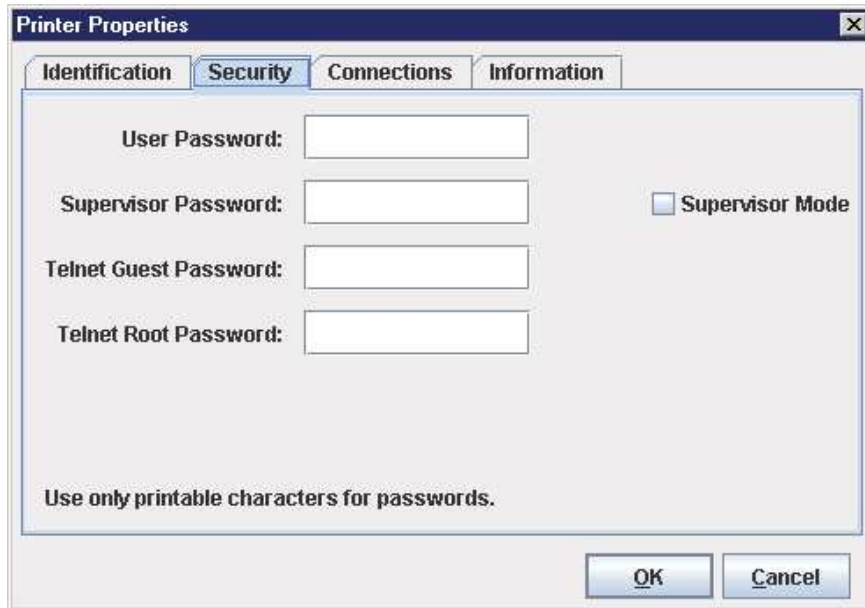 Printer Properties
Identification Security Connections Information
User Password:
Supervisor Password: Supervisor Mode
Telnet Guest Password:
Telnet Root Password:
Use only printable characters for passwords.
OK Cancel